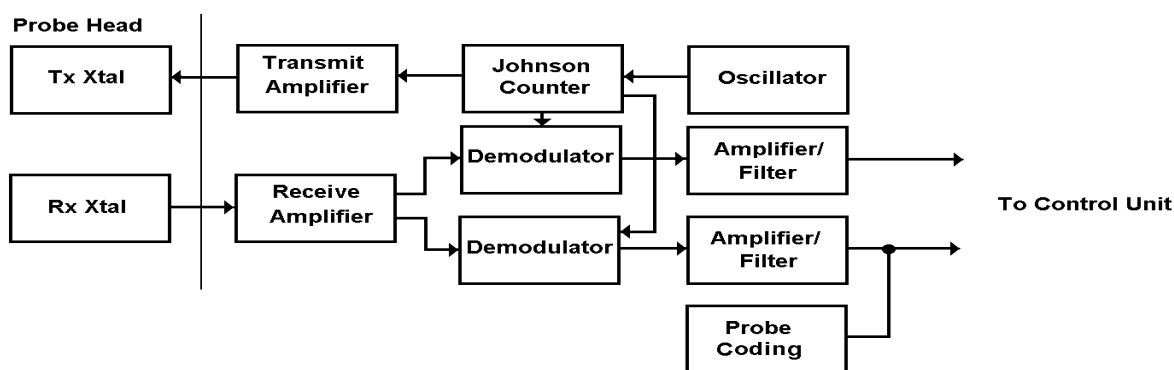 Probe Head
Tx Xtal
Transmit
Amplifier
Johnson
Counter
Oscillator
Demodulator
Amplifier/
Filter
Rx Xtal
Receive
Amplifier
To Control Unit
Demodulator
Amplifier/
Filter
Probe
Coding